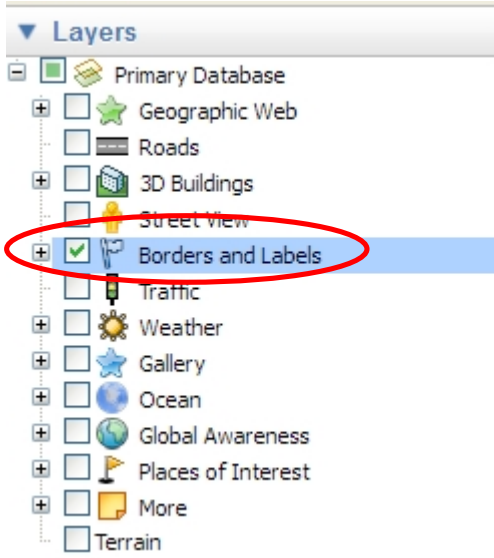 Layers
Primary Database
Geographic Web
Roads
3D Buildings
Street View
Borders and Labels
Traffic
Weather
Gallery
Ocean
Global Awareness
Places of Interest
More
Terrain